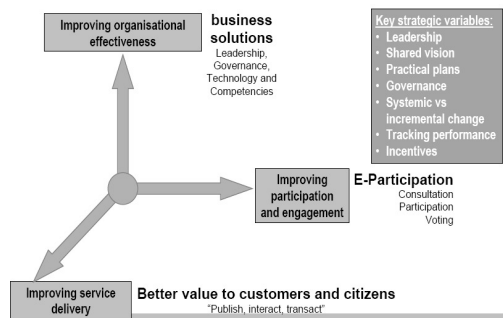 Improving organisational
effectiveness
business
solutions
Leadership,
Governance,
Technology and
Competencies
Key strategic variables:
• Leadership
• Shared vision
• Practical plans
• Governance
• Systemic vs
incremental change
• Tracking performance
• Incentives
Improving
participation
and engagement
E-Participation
Consultation
Participation
Voting
Improving service
delivery
Better value to customers and citizens
"Publish, interact, transact"